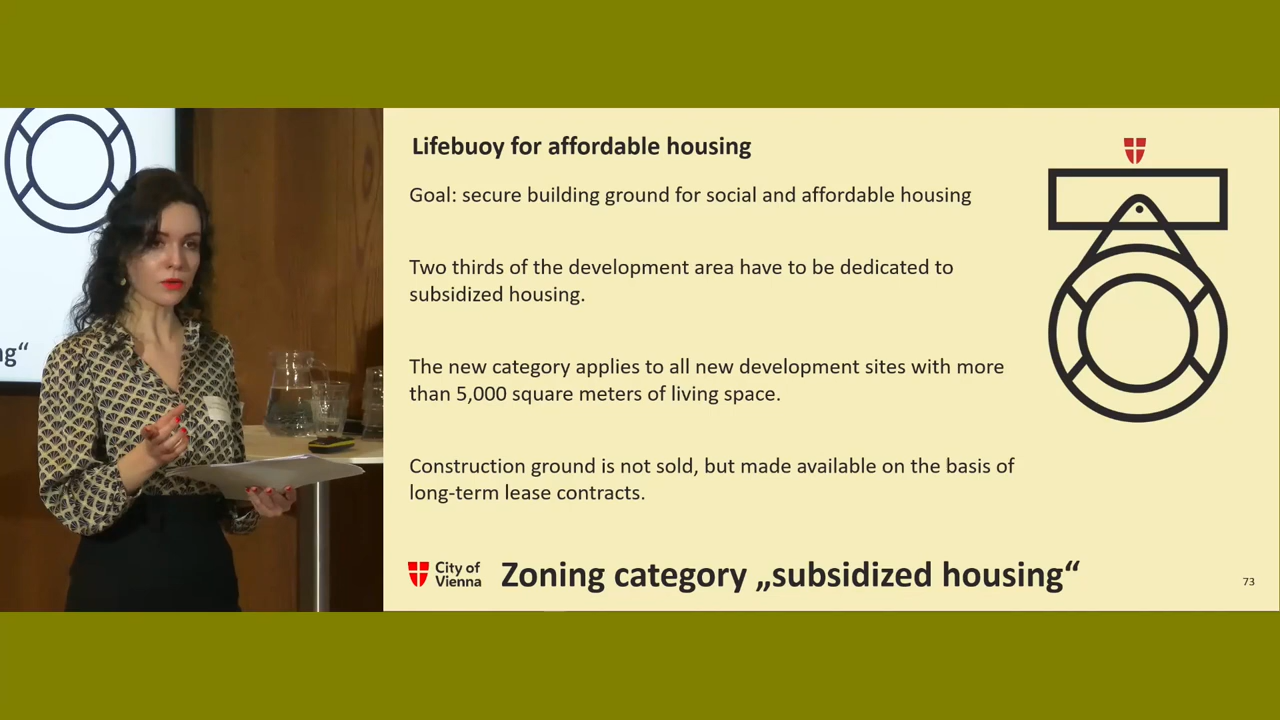 ng“
Lifebuoy for affordable housing
Goal: secure building ground for social and affordable housing
Two thirds of the development area have to be dedicated to
subsidized housing.
The new category applies to all new development sites with more
than 5,000 square meters of living space.
Construction ground is not sold, but made available on the basis of
long-term lease contracts.
City of
Vienna
Zoning category „subsidized housing“
73